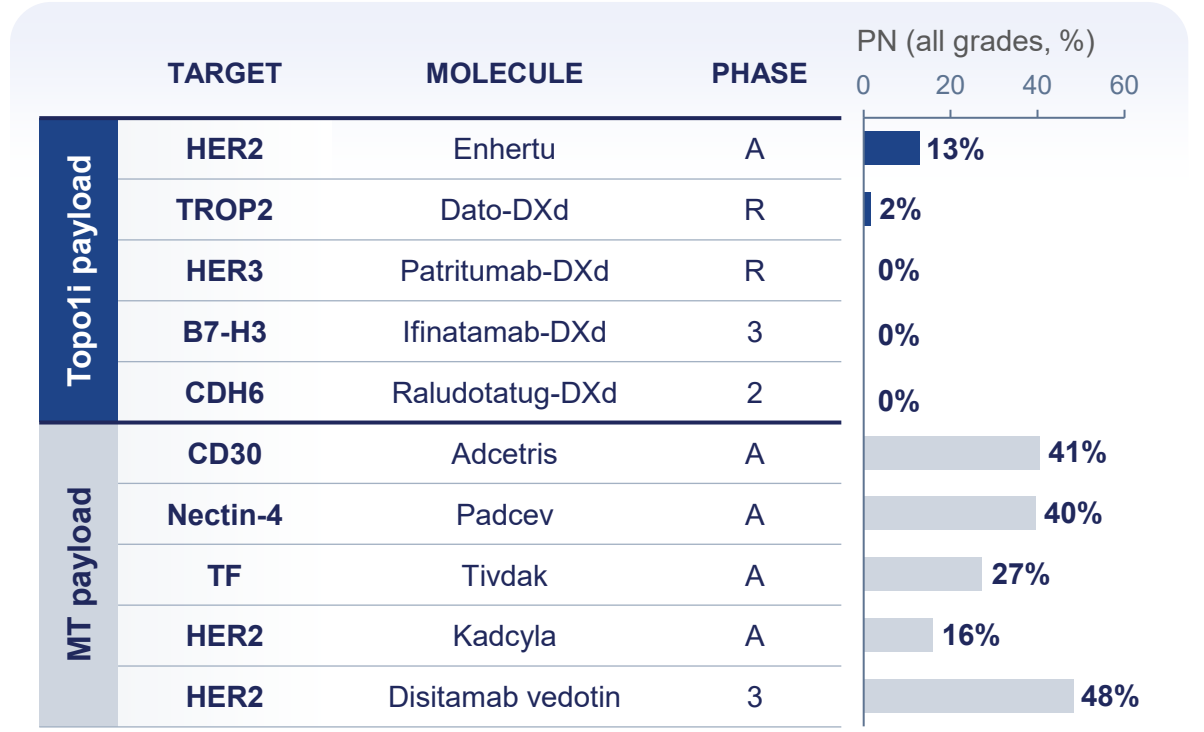 PN (all grades, %)
TARGET MOLECULE PHASE
0 20 40 60
Topo1i payload
HER2 Enhertu A 13%
TROP2 Dato-DXd R 2%
HER3 Patritumab-DXd R 0%
B7-H3 Ifinatamab-DXd 3 0%
CDH6 Raludotatug-DXd 2 0%
MT payload
CD30 Adcetris A 41%
Nectin-4 Padcev A 40%
TF Tivdak A 27%
HER2 Kadcyla A 16%
HER2 Disitamab vedotin 3 48%